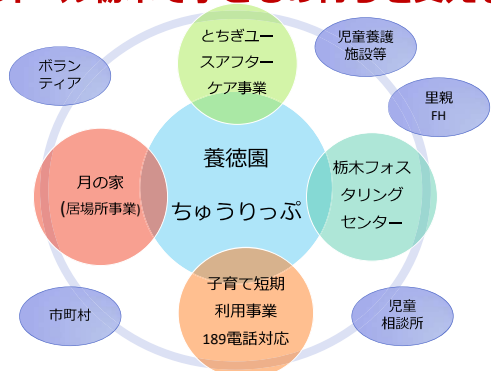 とちぎユー
スアフター
ケア事業
児童養護
施設等
ボラン
ティア
里親
FH
養徳園
ちゅうりっぷ
月の家
(居場所事業)
栃木フォス
タリング
センター
子育て短期
利用事業
189電話対応
市町村
児童
相談所